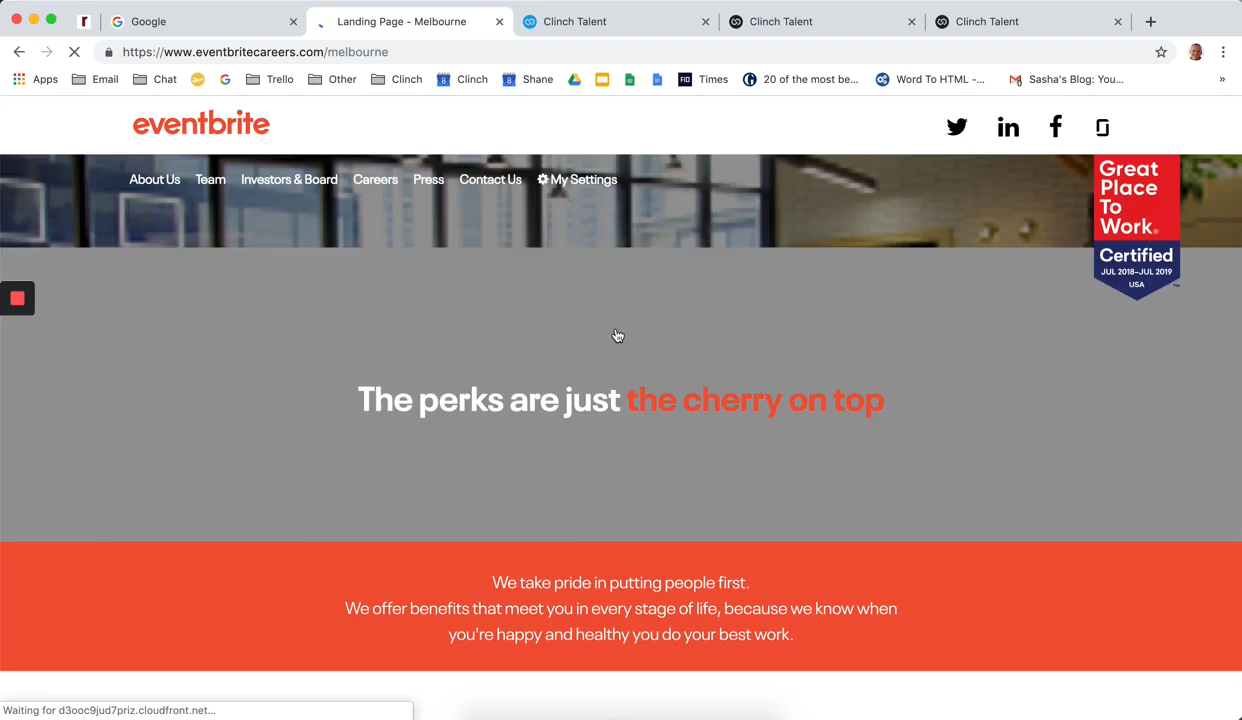 Google
Landing Page - Melbourne
Clinch Talent
Clinch Talent
Clinch Talent
https://www.eventbritecareers.com/melbourne
Apps
Email
Chat
Trello
Other
Clinch
Clinch
Shane
Times
20 of the most be...
Word To HTML -...
Sasha's Blog: You...
eventbrite
About Us
Team
Investors & Board
Careers
Press
Contact Us
My Settings
Great
Place
To
Work®
Certified
JUL 2018-JUL 2019
USA
The perks are just the cherry on top
We take pride in putting people first.
We offer benefits that meet you in every stage of life, because we know when
you're happy and healthy you do your best work.
Waiting for d3ooc9jud7priz.cloudfront.net...